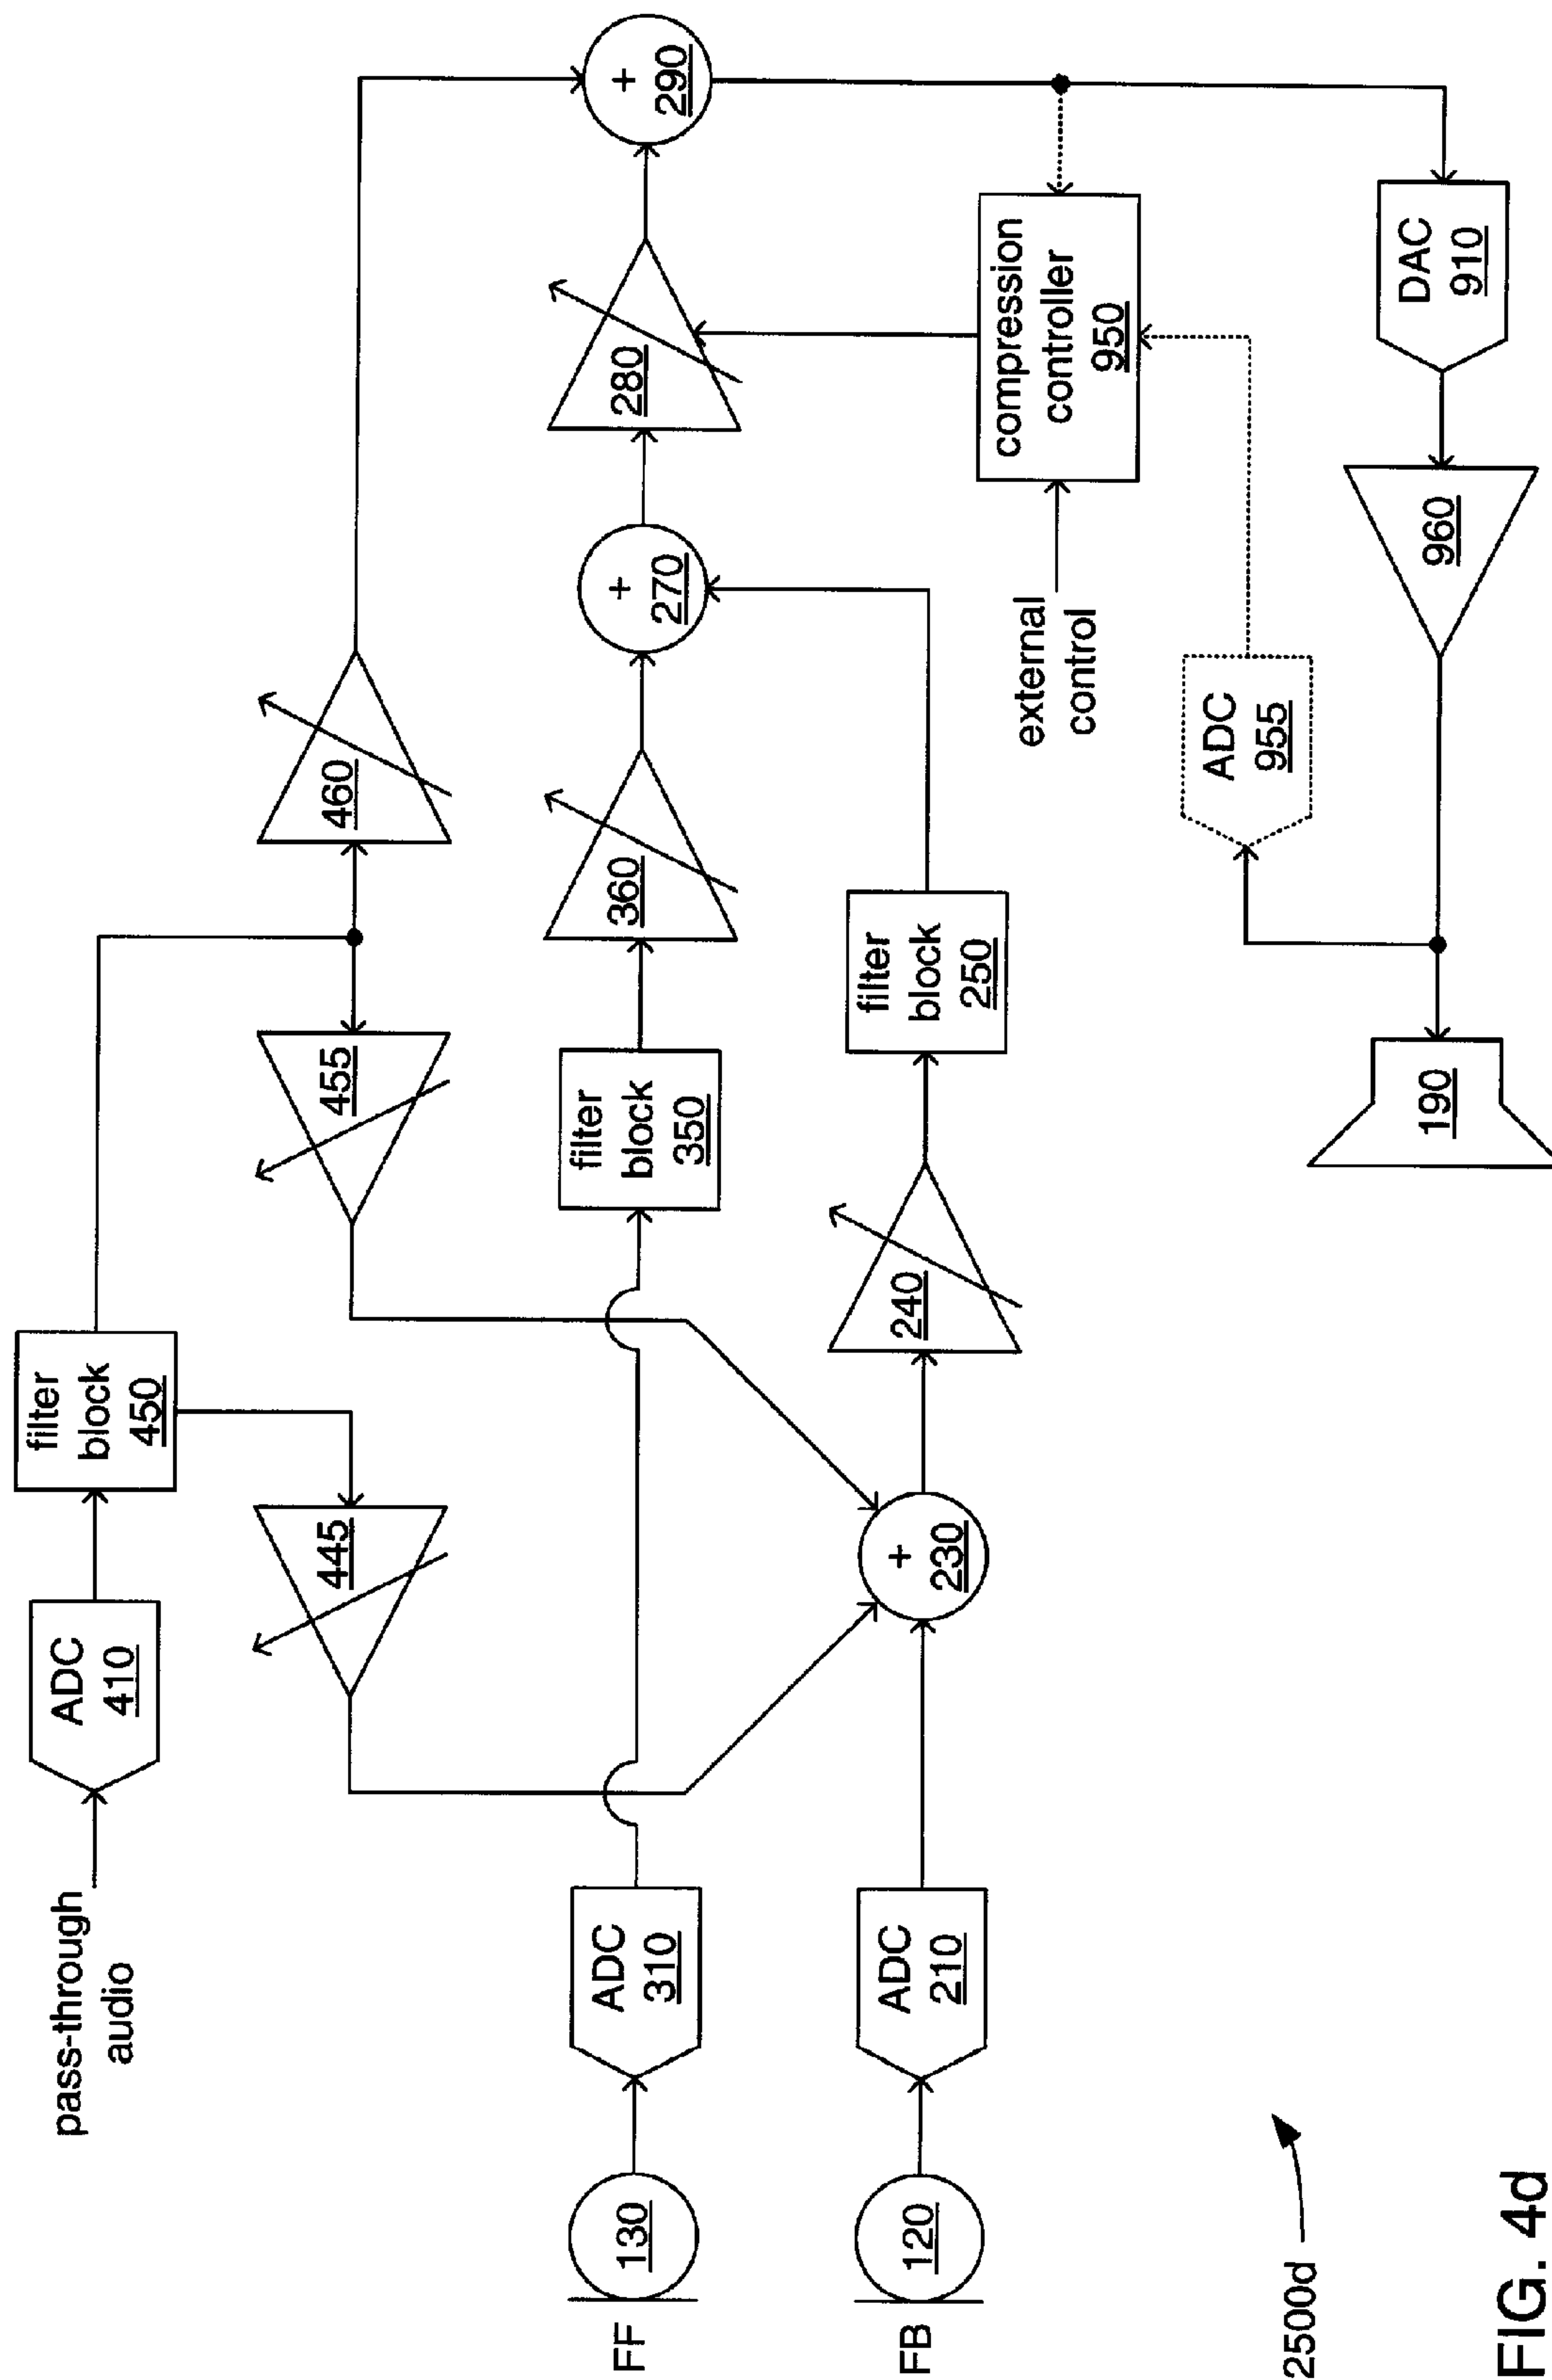 pass-through
audio
ADC
410
filter
block
450
445
455
460
FF
130
ADC
310
filter
block
350
360
+
270
280
+
290
FB
120
ADC
210
+
230
240
filter
block
250
external
control
compression
controller
950
ADC
955
190
960
DAC
910
2500d
FIG. 4d